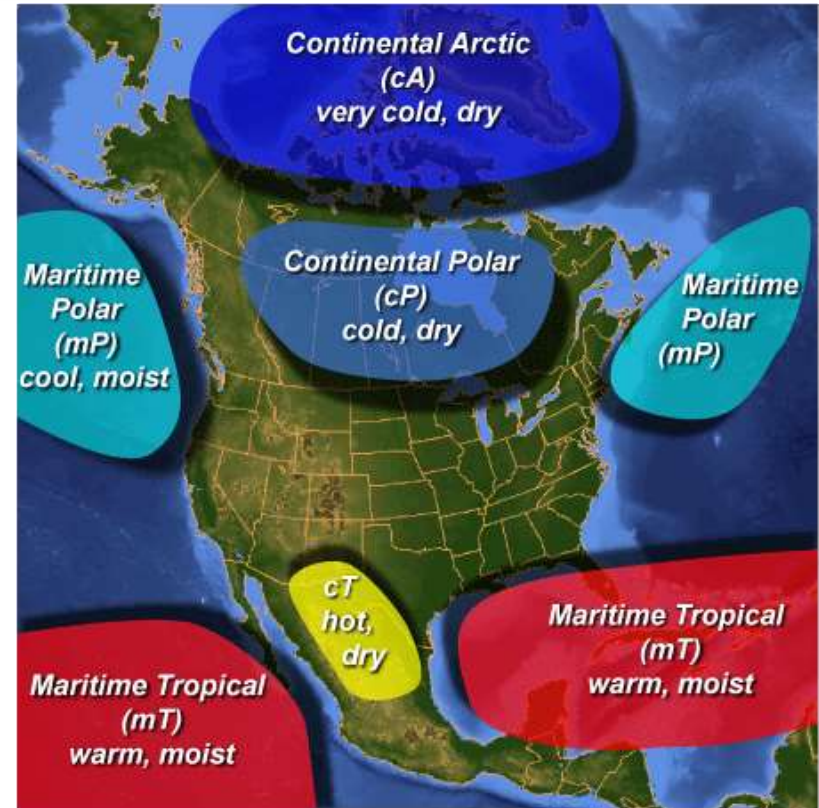 Continental Arctic
(cA)
very cold, dry
Continental Polar
(cP)
cold, dry
Maritime
Polar
(mP)
cool, moist
Maritime
Polar
(mP)
cT
hot,
dry
Maritime Tropical
(mT)
warm, moist
Maritime Tropical
(mT)
warm, moist